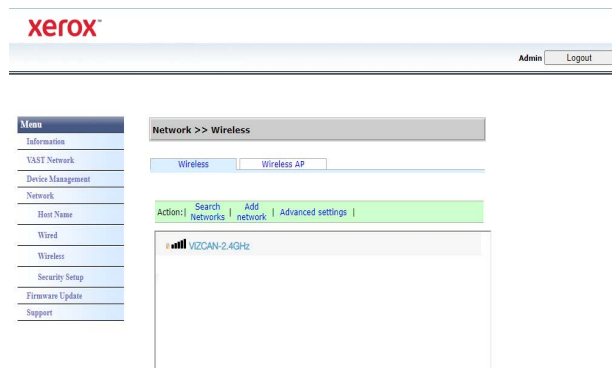 xerox™
Admin Logout
Menu
Information
VAST Network
Device Management
Network
Host Name
Wired
Wireless
Security Setup
Firmware Update
Support
Network >> Wireless
Wireless Wireless AP
Action:| Search Networks | Add network | Advanced settings |
VIZCAN-2.4GHz